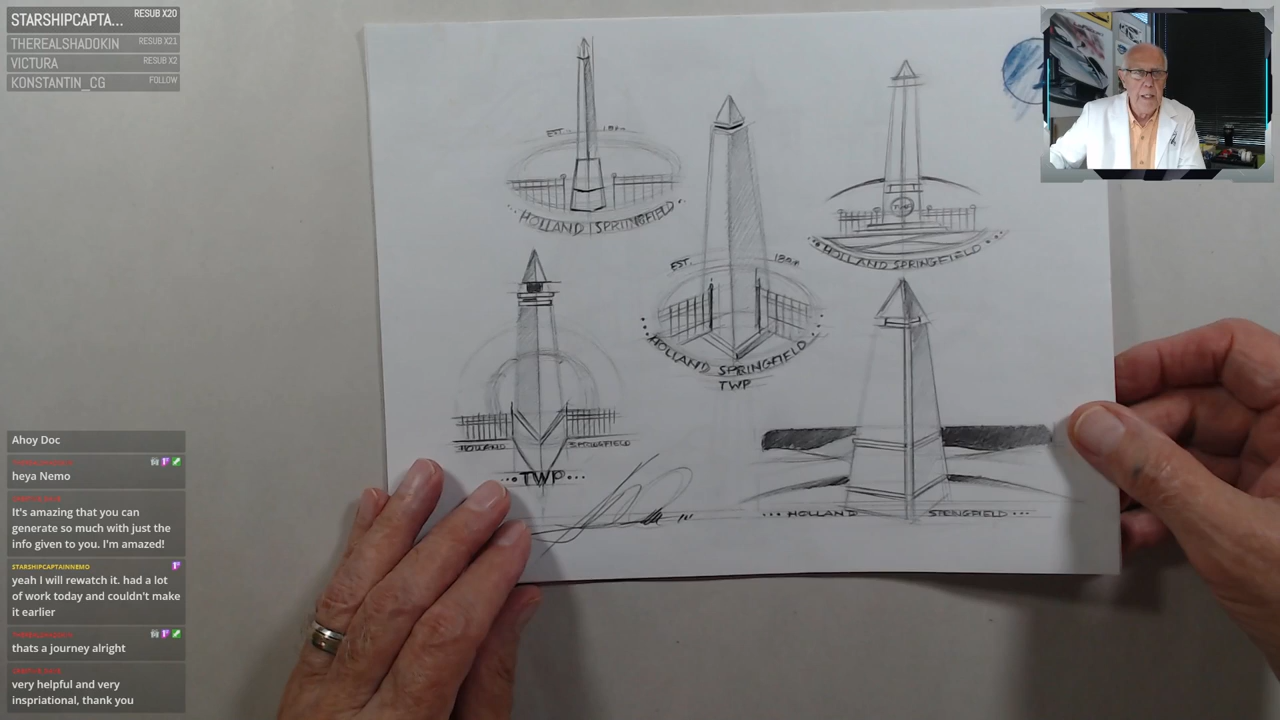 STARSHIPCAPTA... RESUB X20
THEREALSHADOKIN RESUB X21
VICTURA RESUB X2
KONSTANTIN_CG FOLLOW
EST.
HOLLAND SPRINGFIELD
TWP
HOLLAND SPRINGFIELD
EST.
HOLLAND SPRINGFIELD
TWP
HOLLAND SPRINGFIELD
•••TWP•••
••• HOLLAND SPRINGFIELD •••
Ahoy Doc
heya Nemo
It's amazing that you can
generate so much with just the
info given to you. I'm amazed!
STARSHIPCAPTAINNEMO
yeah I will rewatch it. had a lot
of work today and couldn't make
it earlier
thats a journey alright
very helpful and very
inspriational, thank you